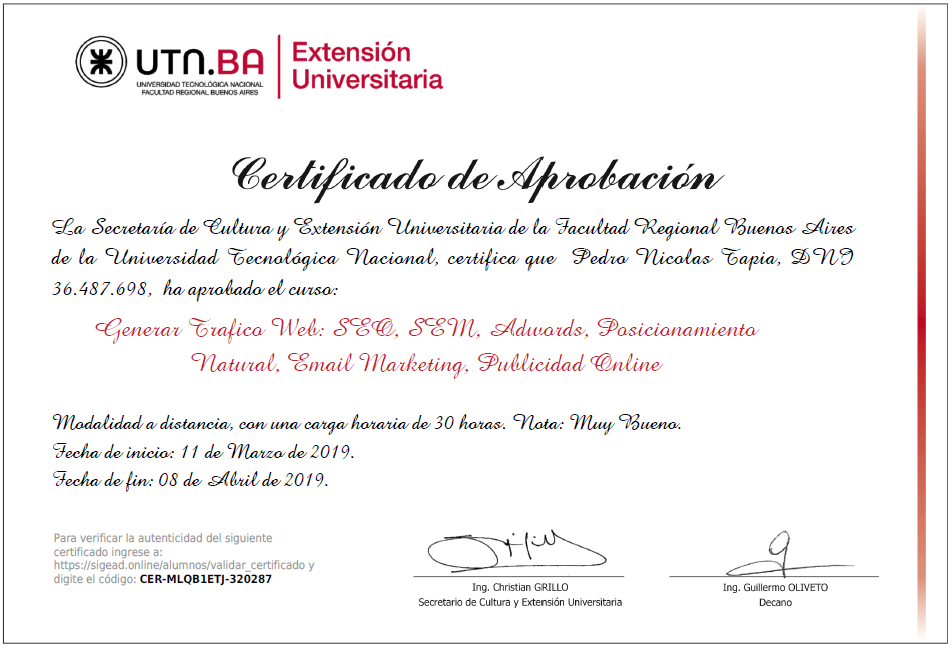 UTN.BA
UNIVERSIDAD TECNOLÓGICA NACIONAL
FACULTAD REGIONAL BUENOS AIRES
Extensión
Universitaria
Certificado de Aprobación
La Secretaría de Cultura y Extensión Universitaria de la Facultad Regional Buenos Aires
de la Universidad Tecnológica Nacional, certifica que Pedro Nicolas Tapia, DNI
36.487.698, ha aprobado el curso:
Generar Trafico Web: SEO, SEM, Adwords, Posicionamiento
Natural, Email Marketing, Publicidad Online
Modalidad a distancia, con una carga horaria de 30 horas. Nota: Muy Bueno.
Fecha de inicio: 11 de Marzo de 2019.
Fecha de fin: 08 de Abril de 2019.
Para verificar la autenticidad del siguiente
certificado ingrese a:
https://sigead.online/alumnos/validar_certificado y
digite el código: CER-MLQB1ETJ-320287
Ing. Christian GIRILLO
Secretario de Cultura y Extensión Universitaria
Ing. Guillermo OLIVETO
Decano